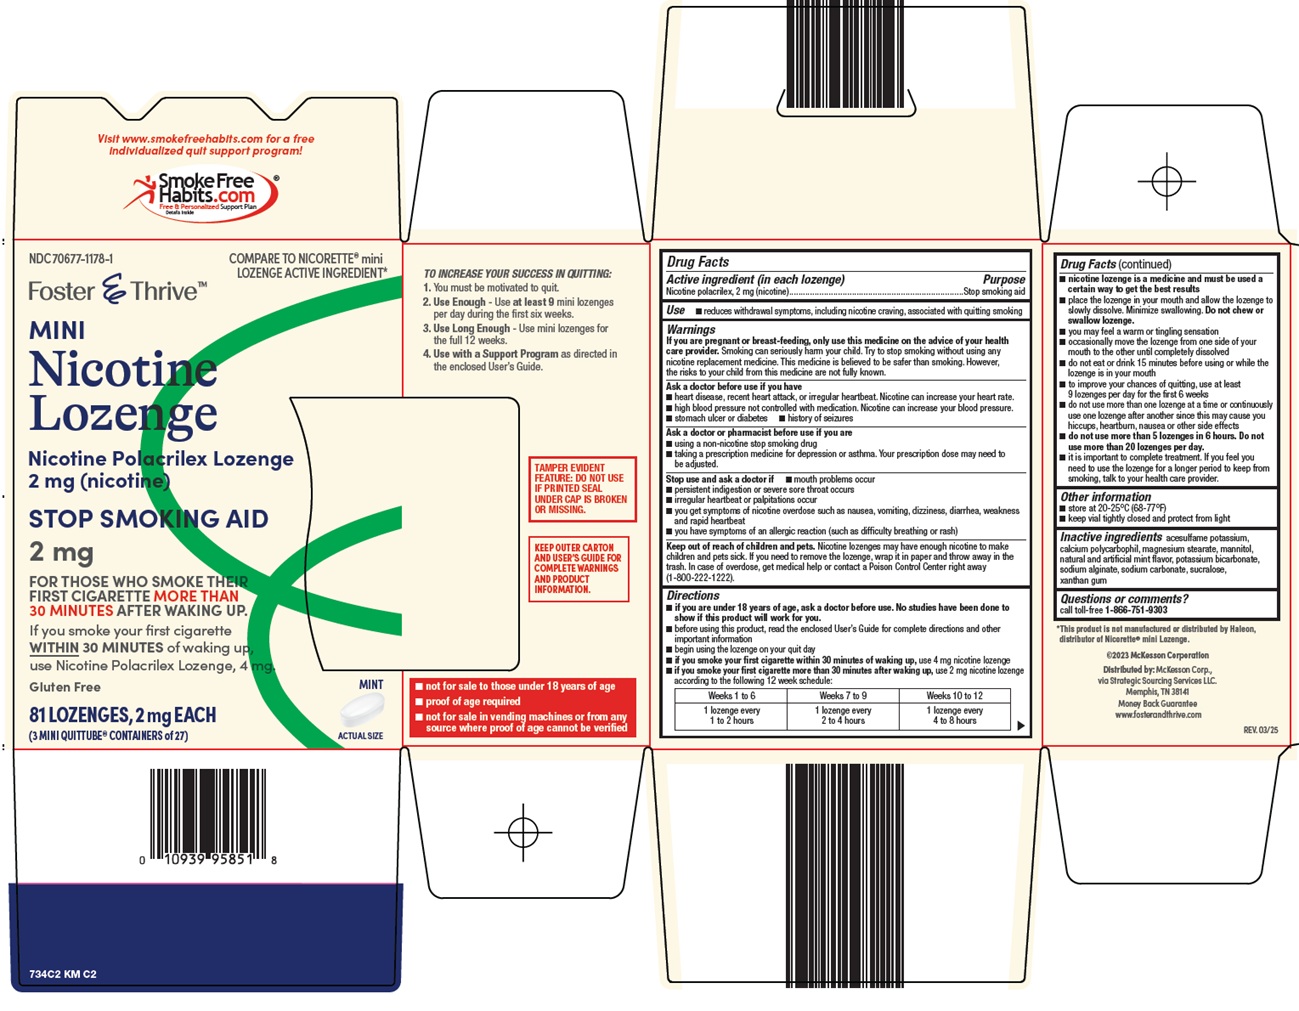 Visit www.smokefreehabits.com for a free
individualized quit support program!
SmokeFree
Habits.com®
Free & Personalized Support Plan
Details Inside
NDC 70677-1178-1
COMPARE TO NICORETTE® mini
LOZENGE ACTIVE INGREDIENT*
Foster & Thrive™
MINI
Nicotine
Lozenge
Nicotine Polacrilex Lozenge
2 mg (nicotine)
STOP SMOKING AID
2 mg
FOR THOSE WHO SMOKE THEIR
FIRST CIGARETTE MORE THAN
30 MINUTES AFTER WAKING UP.
If you smoke your first cigarette
WITHIN 30 MINUTES of waking up,
use Nicotine Polacrilex Lozenge, 4 mg.
Gluten Free
81 LOZENGES, 2 mg EACH
(3 MINI QUITTUBE® CONTAINERS of 27)
MINT
ACTUAL SIZE
0 10939 95851 8
734C2 KM C2
TO INCREASE YOUR SUCCESS IN QUITTING:
1. You must be motivated to quit.
2. Use Enough - Use at least 9 mini lozenges
per day during the first six weeks.
3. Use Long Enough - Use mini lozenges for
the full 12 weeks.
4. Use with a Support Program as directed in
the enclosed User's Guide.
TAMPER EVIDENT
FEATURE: DO NOT USE
IF PRINTED SEAL
UNDER CAP IS BROKEN
OR MISSING.
KEEP OUTER CARTON
AND USER'S GUIDE FOR
COMPLETE WARNINGS
AND PRODUCT
INFORMATION.
■ not for sale to those under 18 years of age
■ proof of age required
■ not for sale in vending machines or from any
source where proof of age cannot be verified
Drug Facts
Active ingredient (in each lozenge) Purpose
Nicotine polacrilex, 2 mg (nicotine)..........Stop smoking aid
Use ■ reduces withdrawal symptoms, including nicotine craving, associated with quitting smoking
Warnings
If you are pregnant or breast-feeding, only use this medicine on the advice of your health
care provider. Smoking can seriously harm your child. Try to stop smoking without using any
nicotine replacement medicine. This medicine is believed to be safer than smoking. However,
the risks to your child from this medicine are not fully known.
Ask a doctor before use if you have
■ heart disease, recent heart attack, or irregular heartbeat. Nicotine can increase your heart rate.
■ high blood pressure not controlled with medication. Nicotine can increase your blood pressure.
■ stomach ulcer or diabetes ■ history of seizures
Ask a doctor or pharmacist before use if you are
■ using a non-nicotine stop smoking drug
■ taking a prescription medicine for depression or asthma. Your prescription dose may need to
be adjusted.
Stop use and ask a doctor if ■ mouth problems occur
■ persistent indigestion or severe sore throat occurs
■ irregular heartbeat or palpitations occur
■ you get symptoms of nicotine overdose such as nausea, vomiting, dizziness, diarrhea, weakness
and rapid heartbeat
■ you have symptoms of an allergic reaction (such as difficulty breathing or rash)
Keep out of reach of children and pets. Nicotine lozenges may have enough nicotine to make
children and pets sick. If you need to remove the lozenge, wrap it in paper and throw away in the
trash. In case of overdose, get medical help or contact a Poison Control Center right away
(1-800-222-1222).
Directions
■ if you are under 18 years of age, ask a doctor before use. No studies have been done to
show if this product will work for you.
■ before using this product, read the enclosed User's Guide for complete directions and other
important information
■ begin using the lozenge on your quit day
■ if you smoke your first cigarette within 30 minutes of waking up, use 4 mg nicotine lozenge
■ if you smoke your first cigarette more than 30 minutes after waking up, use 2 mg nicotine lozenge
according to the following 12 week schedule:
Weeks 1 to 6 Weeks 7 to 9 Weeks 10 to 12
1 lozenge every 1 lozenge every 1 lozenge every
1 to 2 hours 2 to 4 hours 4 to 8 hours
Drug Facts (continued)
■ nicotine lozenge is a medicine and must be used a
certain way to get the best results
■ place the lozenge in your mouth and allow the lozenge to
slowly dissolve. Minimize swallowing. Do not chew or
swallow lozenge.
■ you may feel a warm or tingling sensation
■ occasionally move the lozenge from one side of your
mouth to the other until completely dissolved
■ do not eat or drink 15 minutes before using or while the
lozenge is in your mouth
■ to improve your chances of quitting, use at least
9 lozenges per day for the first 6 weeks
■ do not use more than one lozenge at a time or continuously
use one lozenge after another since this may cause you
hiccups, heartburn, nausea or other side effects
■ do not use more than 5 lozenges in 6 hours. Do not
use more than 20 lozenges per day.
■ it is important to complete treatment. If you feel you
need to use the lozenge for a longer period to keep from
smoking, talk to your health care provider.
Other information
■ store at 20-25ºC (68-77ºF)
■ keep vial tightly closed and protect from light
Inactive ingredients acesulfame potassium,
calcium polycarbophil, magnesium stearate, mannitol,
natural and artificial mint flavor, potassium bicarbonate,
sodium alginate, sodium carbonate, sucralose,
xanthan gum
Questions or comments?
call toll-free 1-866-751-9303
*This product is not manufactured or distributed by Haleon,
distributor of Nicorette® mini Lozenge.
©2023 McKesson Corperation
Distributed by: McKesson Corp.,
via Strategic Sourcing Services LLC.
Memphis, TN 38141
Money Back Guarantee
www.fosterandthrive.com
REV. 03/25